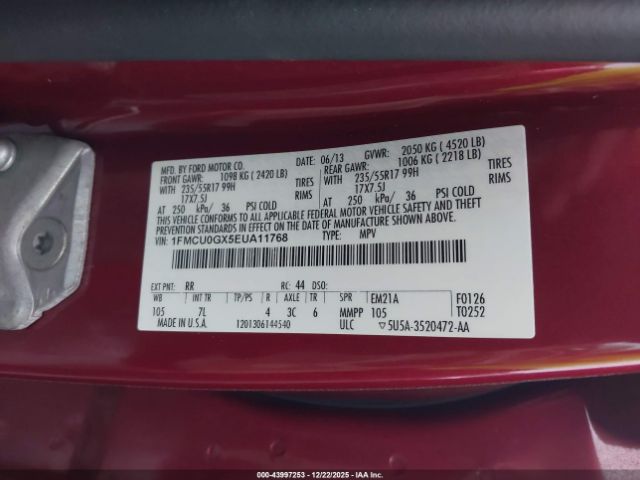 MFD. BY FORD MOTOR CO.
06/13 GVWR: 2050 KG ( 4520 LB)
FRONT GAWR: 1098 KG ( 2420 LB) REAR GAWR: 1006 KG ( 2218 LB)
WITH 235/55R17 99H TIRES WITH 235/55R17 99H TIRES
17X7.5J RIMS 17X7.5J RIMS
AT 250 kPa/ 36 PSI COLD AT 250 kPa/ 36 PSI COLD
THIS VEHICLE CONFORMS TO ALL APPLICABLE FEDERAL MOTOR VEHICLE SAFETY, BUMPER AND THEFT
PREVENTION STANDARDS IN EFFECT ON THE DATE OF MANUFACTURE SHOWN ABOVE.
VIN: 1FMCU0GX5EUA11768 TYPE: MPV
EXT PNT: RR RC: 44 DSO:
WB INT TR TP/PS R AXLE TR SPR EM21A F0126
105 7L 4 3C 6 MMPP 105 T0252
MADE IN U.S.A. 1201306144540 ULC ▽5U5A-3520472-AA
000-43997253 - 12/22/2025 - IAAI.COM